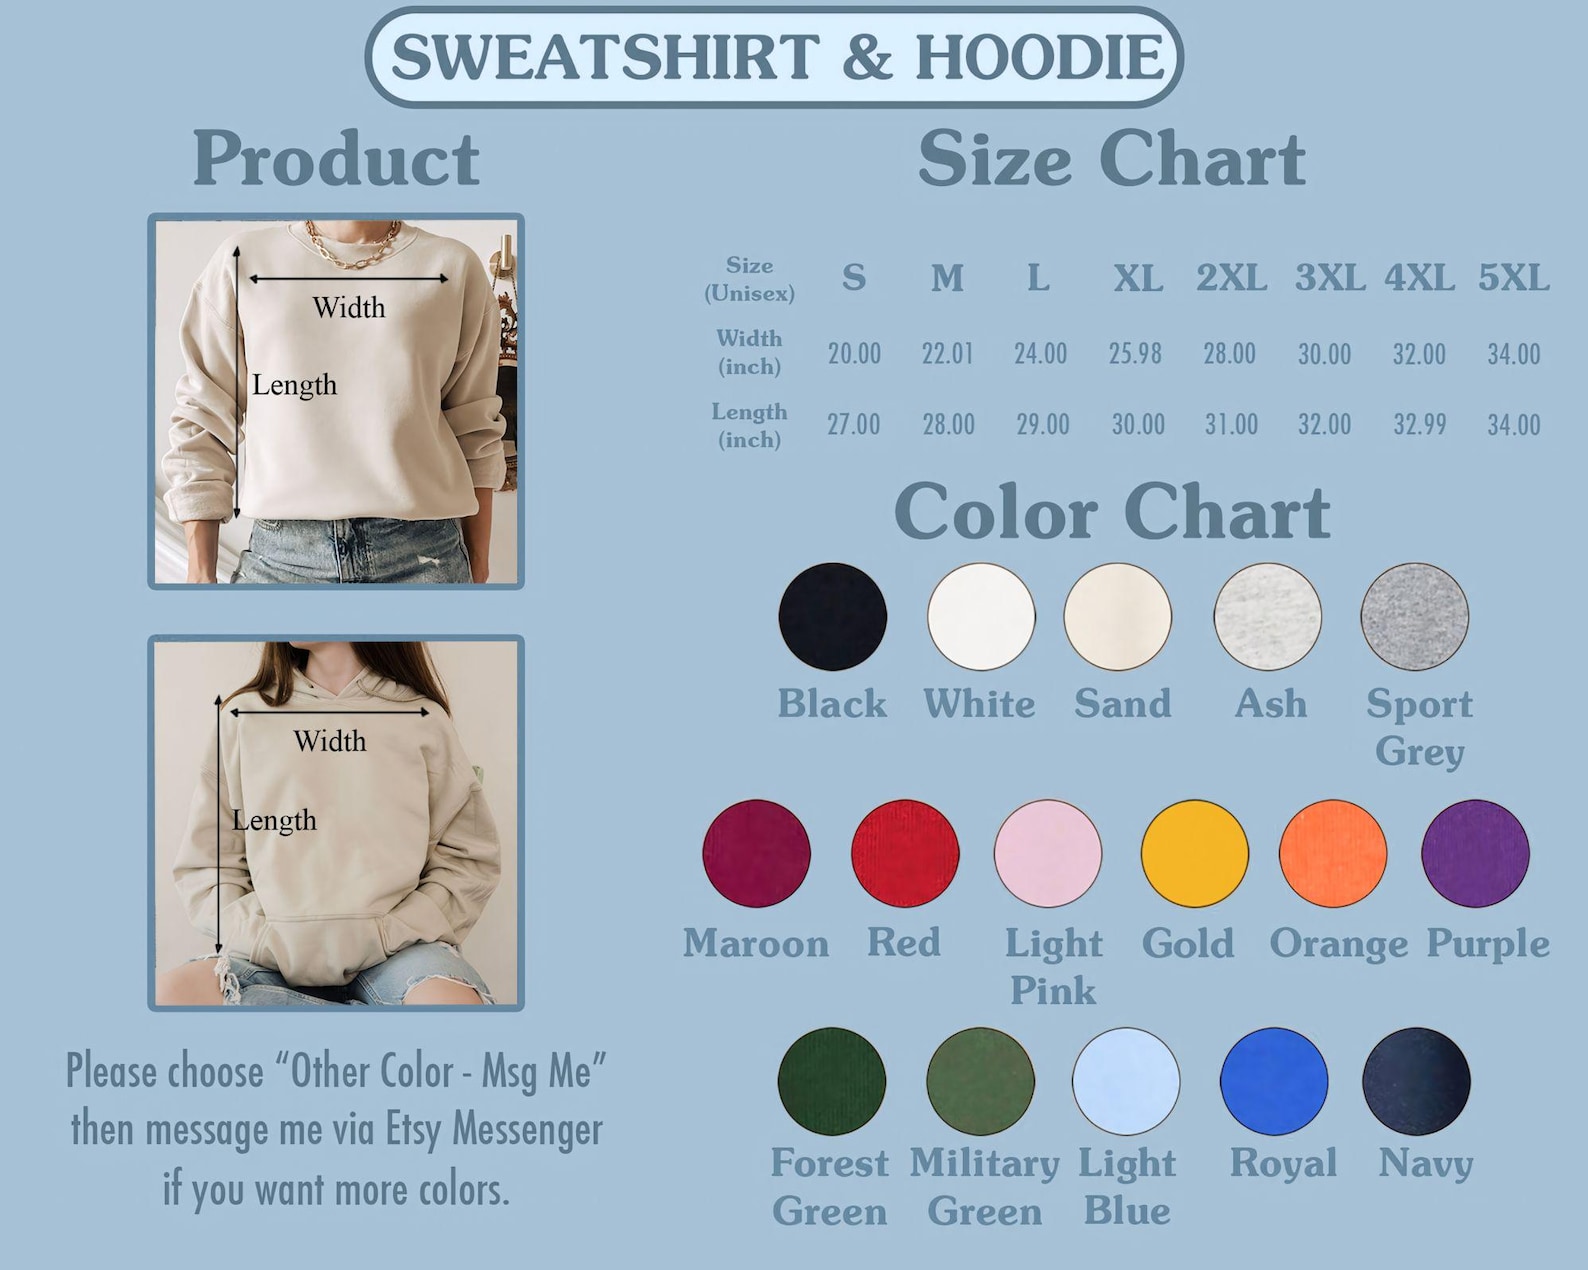 SWEATSHIRT & HOODIE
Product
Width
Length
Width
Length
Please choose “Other Color - Msg Me”
then message me via Etsy Messenger
if you want more colors.
Size Chart
Size
(Unisex)
S M L XL 2XL 3XL 4XL 5XL
Width
(inch)
20.00 22.01 24.00 25.98 28.00 30.00 32.00 34.00
Length
(inch)
27.00 28.00 29.00 30.00 31.00 32.00 32.99 34.00
Color Chart
Black White Sand Ash Sport
Grey
Maroon Red Light Gold Orange Purple
Pink
Forest Military Light Royal Navy
Green Green Blue